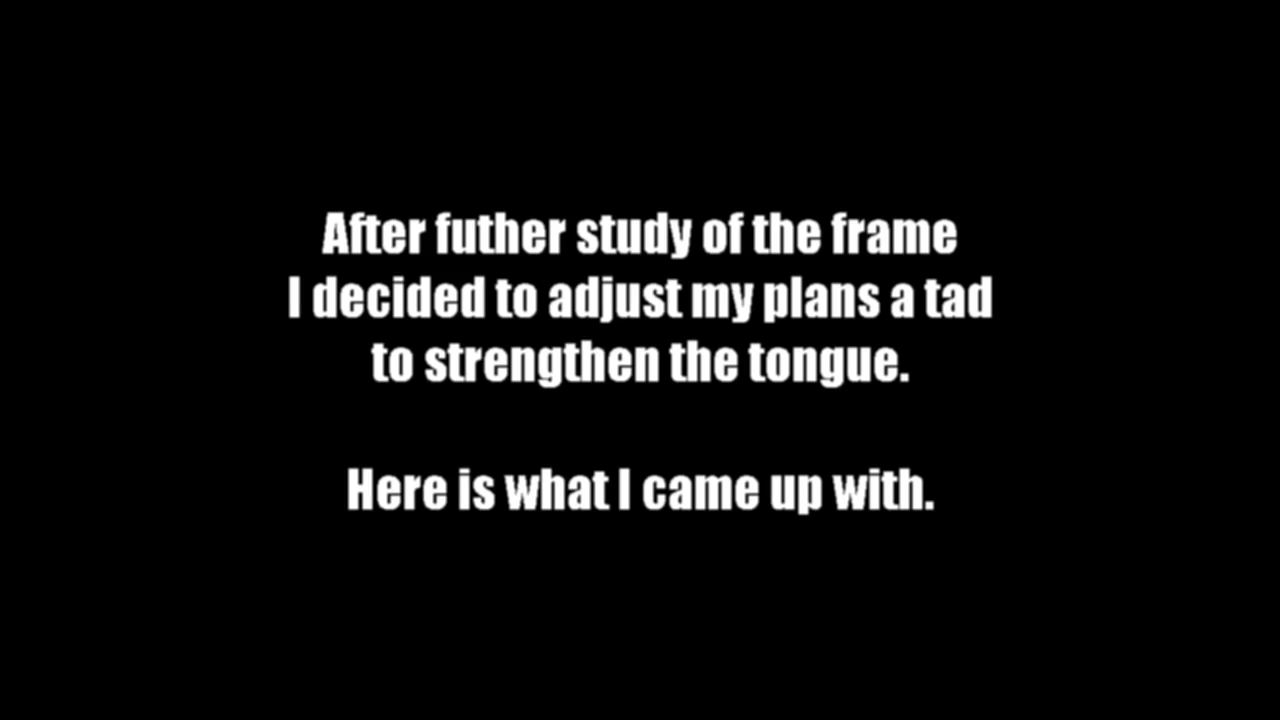 After futher study of the frame
I decided to adjust my plans a tad
to strengthen the tongue.
Here is what I came up with.